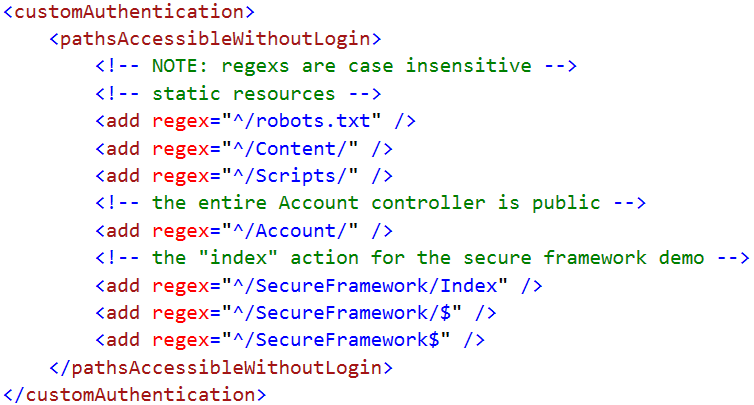 <customAuthentication>
    <pathsAccessibleWithoutLogin>
        <!-- NOTE: regexs are case insensitive -->
        <!-- static resources -->
        <add regex="^/robots.txt" />
        <add regex="^/Content/" />
        <add regex="^/Scripts/" />
        <!-- the entire Account controller is public -->
        <add regex="^/Account/" />
        <!-- the "index" action for the secure framework demo -->
        <add regex="^/SecureFramework/Index" />
        <add regex="^/SecureFramework/$" />
        <add regex="^/SecureFramework$" />
    </pathsAccessibleWithoutLogin>
</customAuthentication>